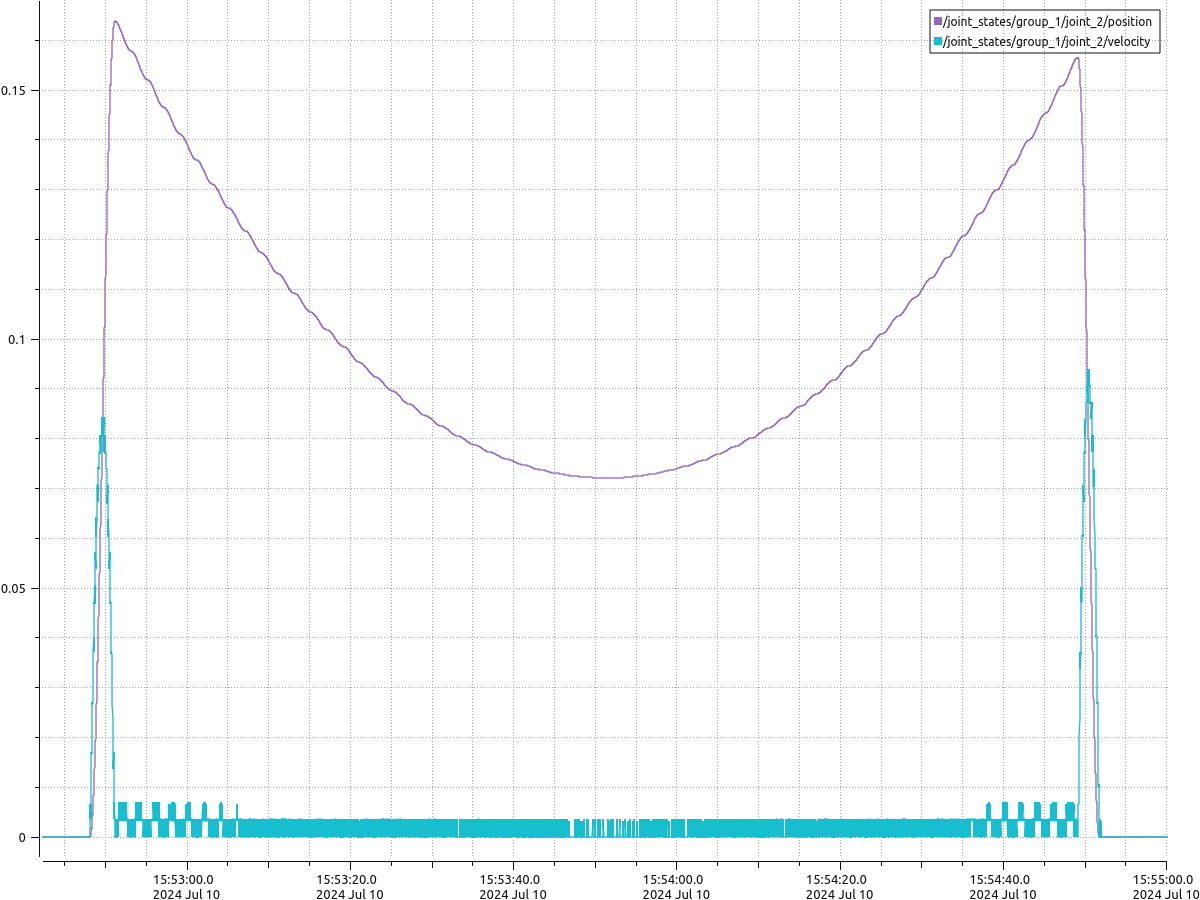 /joint_states/group_1/joint_2/position
/joint_states/group_1/joint_2/velocity
0.15
0.1
0.05
0
15:53:00.0 15:53:20.0 15:53:40.0 15:54:00.0 15:54:20.0 15:54:40.0 15:55:00.0
2024 Jul 10 2024 Jul 10 2024 Jul 10 2024 Jul 10 2024 Jul 10 2024 Jul 10 2024 Jul 10